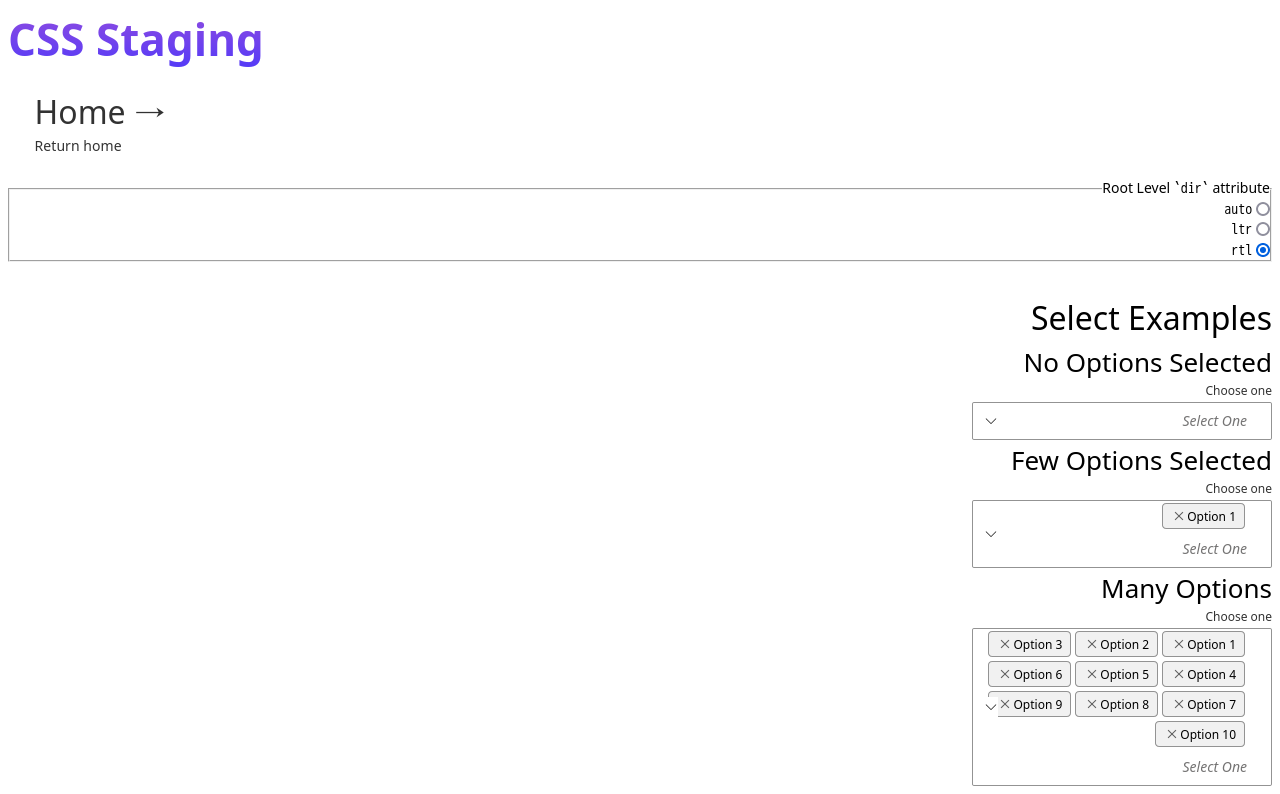 CSS Staging
Home →
Return home
Root Level `dir` attribute
auto
ltr
rtl
Select Examples
No Options Selected
Choose one
Select One
Few Options Selected
Choose one
Option 1
Select One
Many Options
Choose one
Option 3 Option 2 Option 1
Option 6 Option 5 Option 4
Option 9 Option 8 Option 7
Option 10
Select One